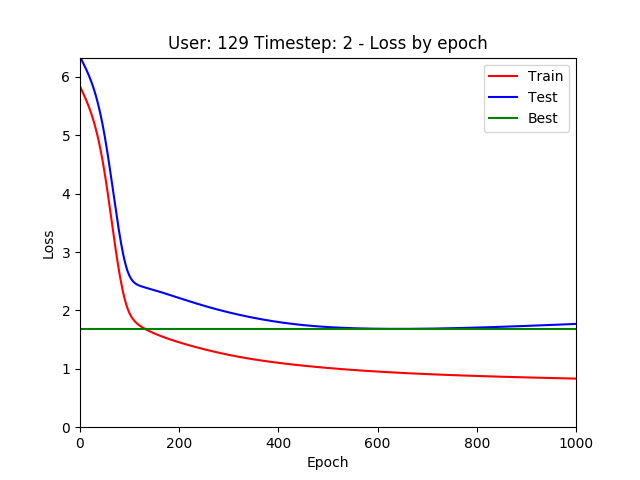 User: 129 Timestep: 2 - Loss by epoch
Train
Test
Best
Loss
6
5
4
3
2
1
0
0 200 400 600 800 1000
Epoch